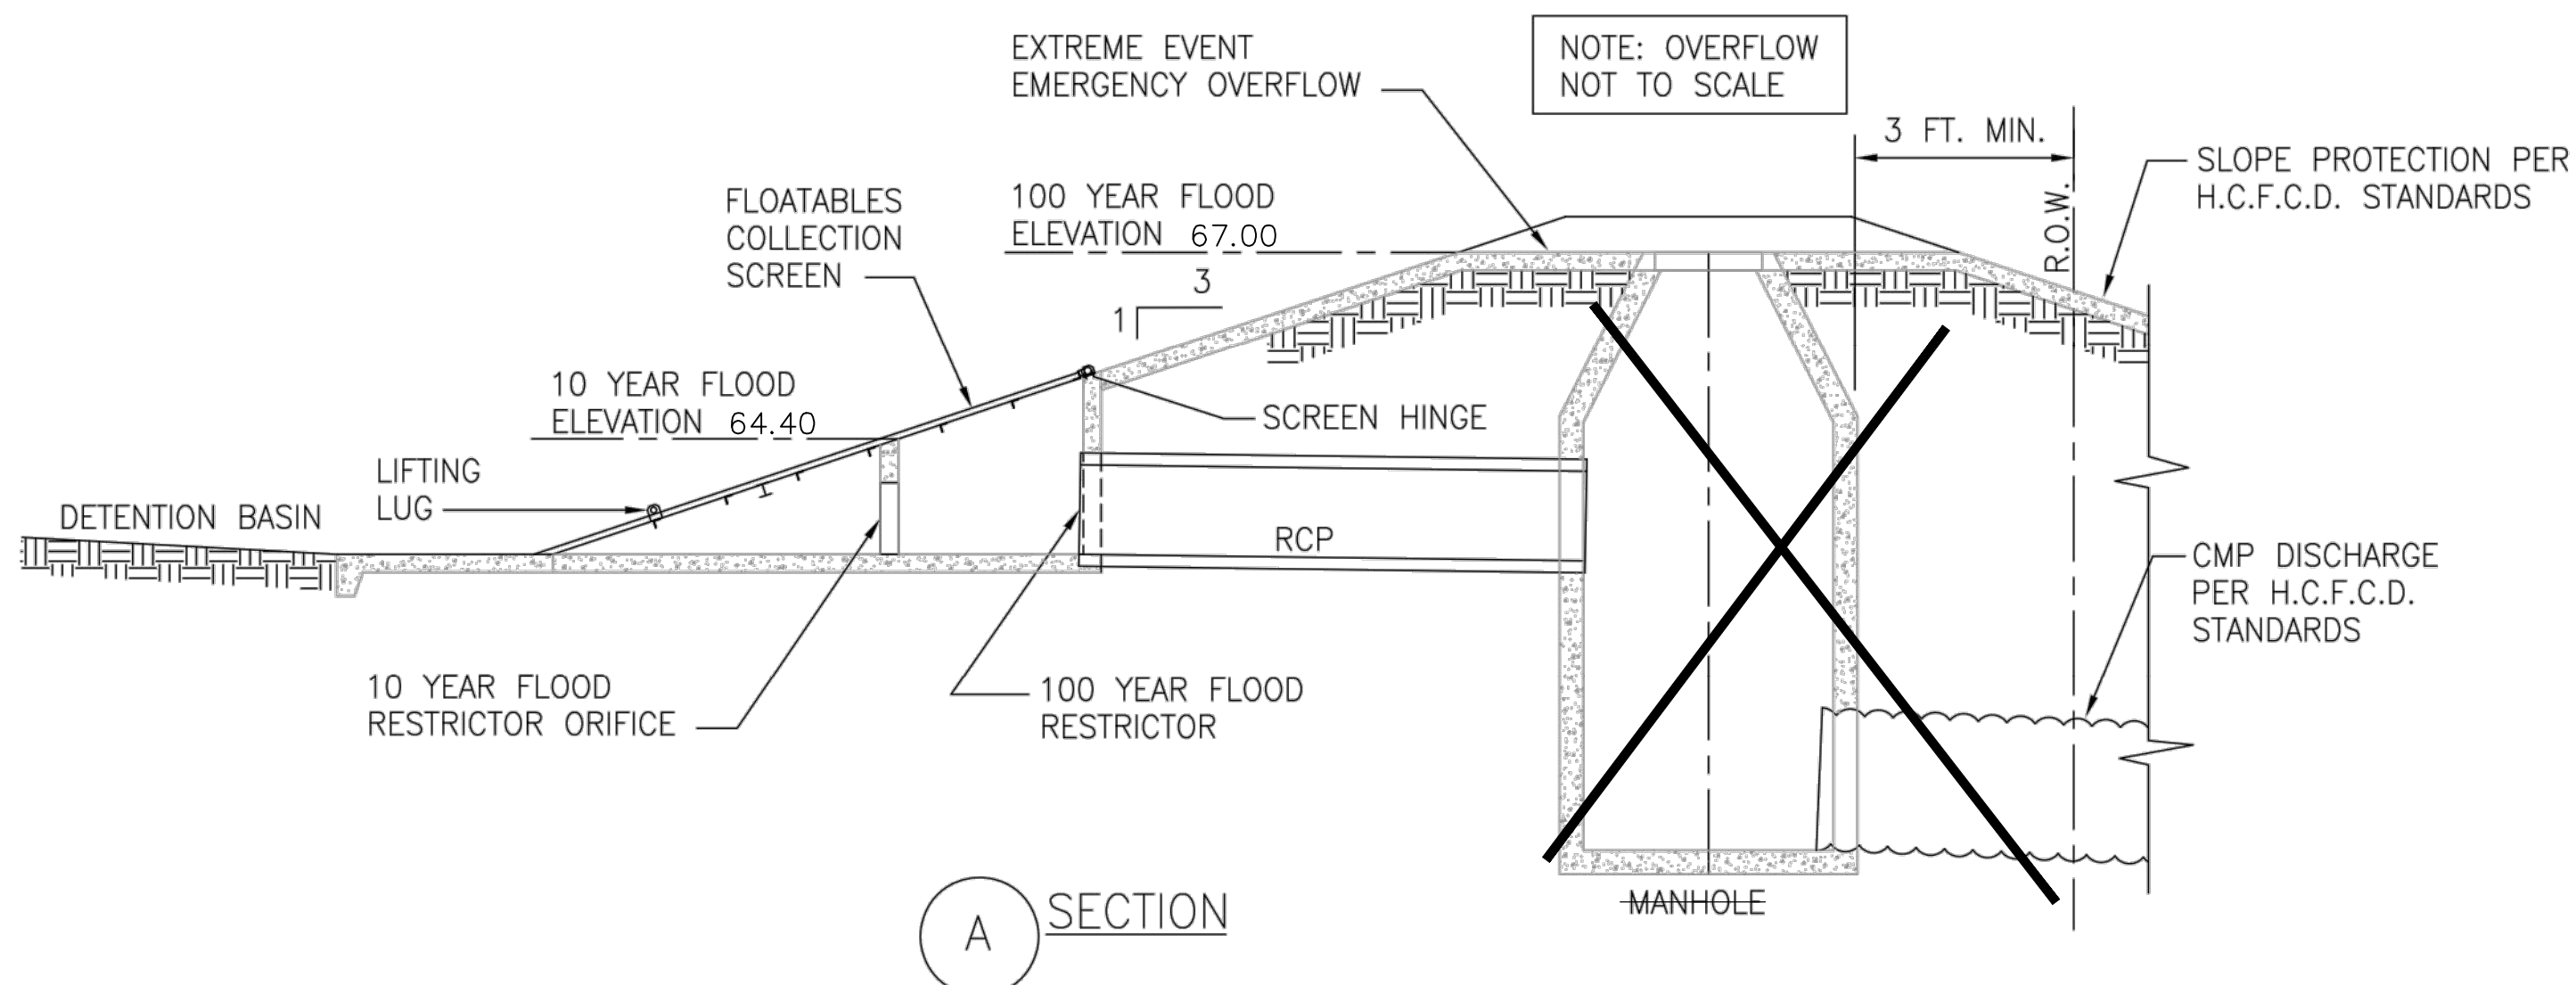 EXTREME EVENT
EMERGENCY OVERFLOW
NOTE: OVERFLOW
NOT TO SCALE
3 FT. MIN.
SLOPE PROTECTION PER
H.C.F.C.D. STANDARDS
R.O.W.
FLOATABLES
COLLECTION
SCREEN
100 YEAR FLOOD
ELEVATION 67.00
3
1
10 YEAR FLOOD
ELEVATION 64.40
SCREEN HINGE
LIFTING
LUG
DETENTION BASIN
RCP
CMP DISCHARGE
PER H.C.F.C.D.
STANDARDS
10 YEAR FLOOD
RESTRICTOR ORIFICE
100 YEAR FLOOD
RESTRICTOR
MANHOLE
A
SECTION